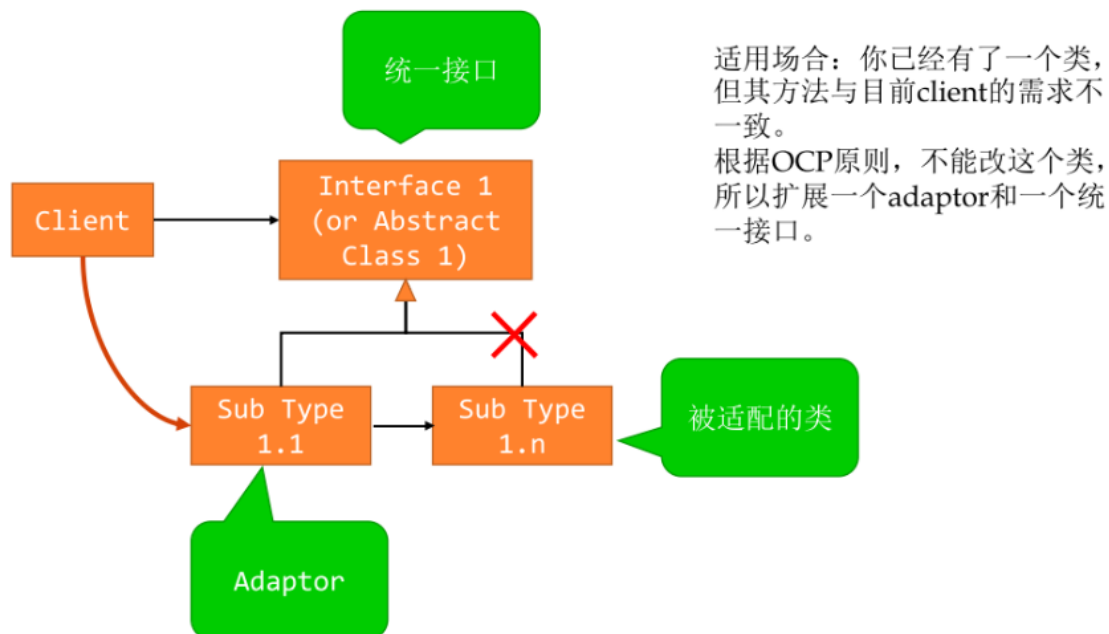 统一接口
适用场合：你已经有了一个类，
但其方法与目前client的需求不
一致。
根据OCP原则，不能改这个类，
所以扩展一个adaptor和一个统
一接口。
Client
Interface 1
(or Abstract
Class 1)
Sub Type
1.1
Sub Type
1.n
被适配的类
Adaptor